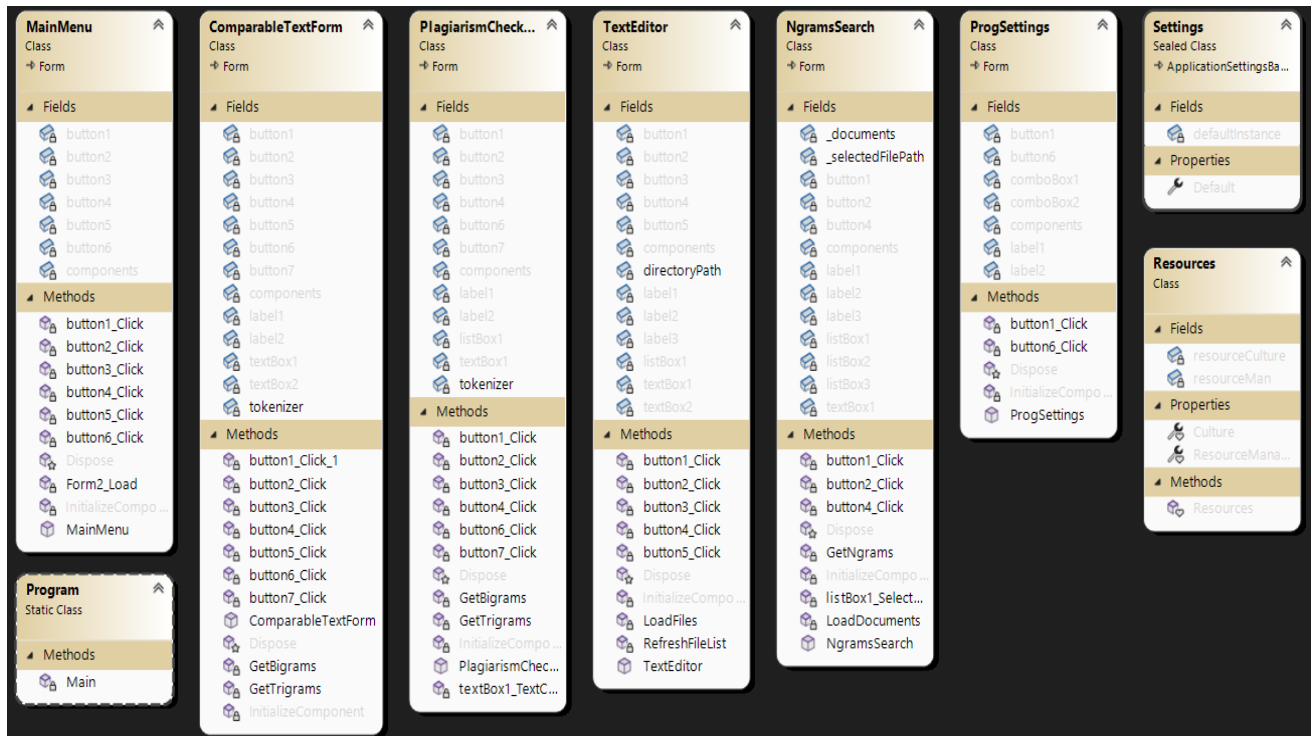 MainMenu
Class
Form
Fields
button1
button2
button3
button4
button5
button6
components
Methods
button1_Click
button2_Click
button3_Click
button4_Click
button5_Click
button6_Click
Dispose
Form2_Load
InitializeCompo ...
MainMenu
Program
Static Class
Methods
Main
ComparableTextForm
Class
Form
Fields
button1
button2
button3
button4
button5
button6
button7
components
label1
label2
textBox1
textBox2
tokenizer
Methods
button1_Click_1
button2_Click
button3_Click
button4_Click
button5_Click
button6_Click
button7_Click
ComparableTextForm
Dispose
GetBigrams
GetTrigrams
InitializeComponent
PlagiarismCheck...
Class
Form
Fields
button1
button2
button3
button4
button6
button7
components
label1
label2
listBox1
textBox1
tokenizer
Methods
button1_Click
button2_Click
button3_Click
button4_Click
button6_Click
button7_Click
Dispose
GetBigrams
GetTrigrams
InitializeCompo ...
PlagiarismChec...
textBox1_TextC...
TextEditor
Class
Form
Fields
button1
button2
button3
button4
button5
components
directoryPath
label1
label2
label3
listBox1
textBox1
textBox2
Methods
button1_Click
button2_Click
button3_Click
button4_Click
button5_Click
Dispose
InitializeCompo ...
LoadFiles
RefreshFileList
TextEditor
NgramsSearch
Class
Form
Fields
_documents
_selectedFilePath
button1
button2
button4
components
label1
label2
label3
listBox1
listBox2
listBox3
textBox1
Methods
button1_Click
button2_Click
button4_Click
Dispose
GetNgrams
InitializeCompo ...
listBox1_Select...
LoadDocuments
NgramsSearch
ProgSettings
Class
Form
Fields
button1
button6
comboBox1
comboBox2
components
label1
label2
Methods
button1_Click
button6_Click
Dispose
InitializeCompo ...
ProgSettings
Settings
Sealed Class
ApplicationSettingsBa...
Fields
defaultInstance
Properties
Default
Resources
Class
Fields
resourceCulture
resourceMan
Properties
Culture
ResourceMana...
Methods
Resources